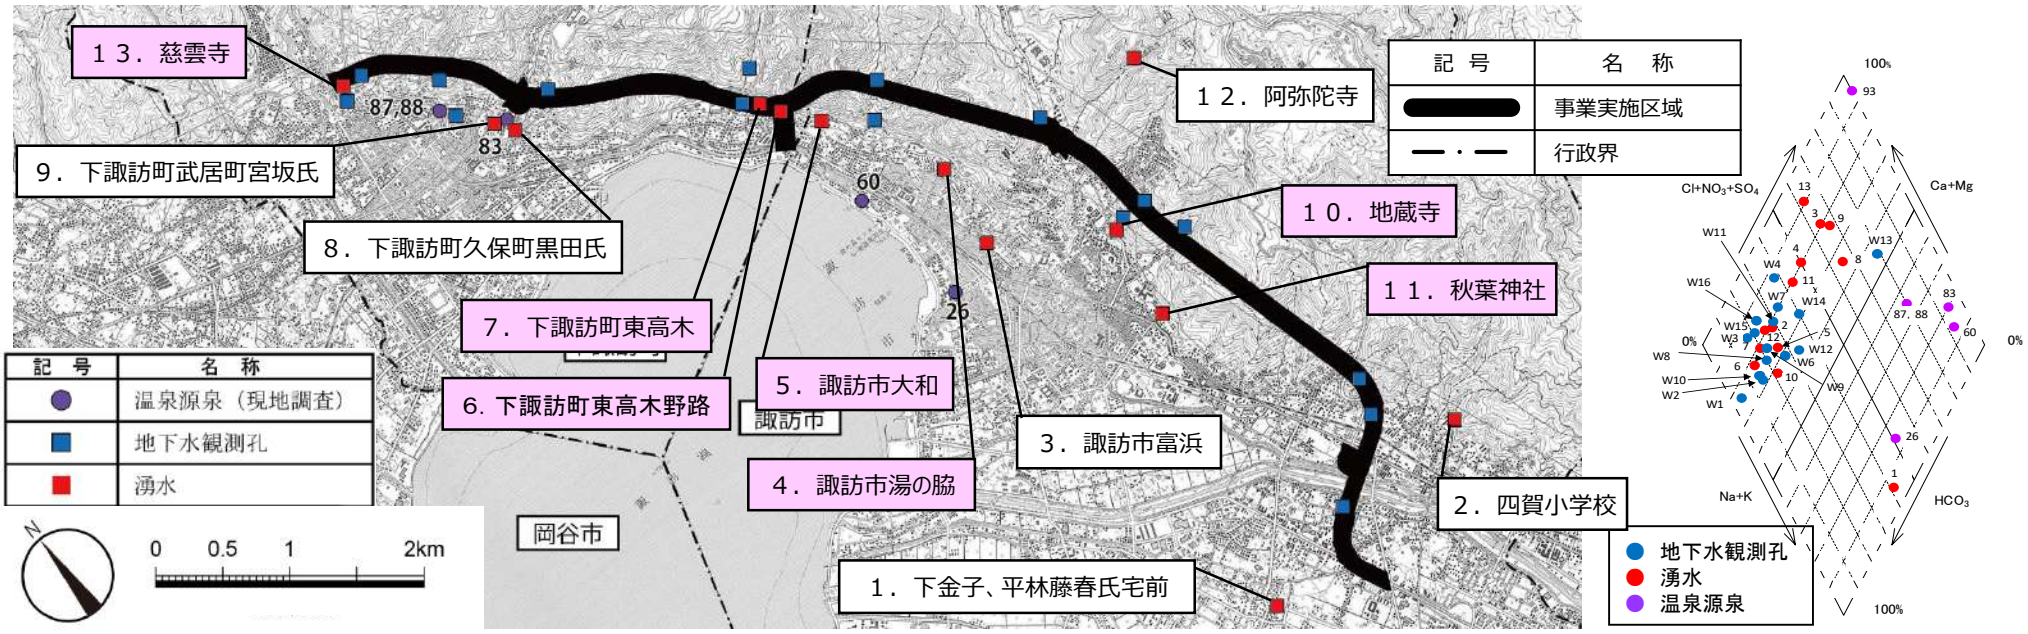 13. 慈雲寺
87,88
83
9. 下諏訪町武居町宮坂氏
8. 下諏訪町久保町黒田氏
7. 下諏訪町東高木
6. 下諏訪町東高木野路
5. 諏訪市大和
諏訪市
4. 諏訪市湯の脇
3. 諏訪市富浜
60
26
12. 阿弥陀寺
10. 地蔵寺
11. 秋葉神社
2. 四賀小学校
1. 下金子、平林藤春氏宅前
岡谷市
記号 名称
事業実施区域
行政界
記号 名称
温泉源泉（現地調査）
地下水観測孔
湧水
N
0 0.5 1 2km
100%
93
Cl+NO₃+SO₄
Ca+Mg
13
3
9
W11
W13
4
8
W4
11
W16
W7
W14
83
87, 88
60
W15
2
5
0%
W3
7
12
W12
0%
W8
W6
6
10
W10
W9
W2
W1
26
1
Na+K
HCO₃
100%
地下水観測孔
湧水
温泉源泉